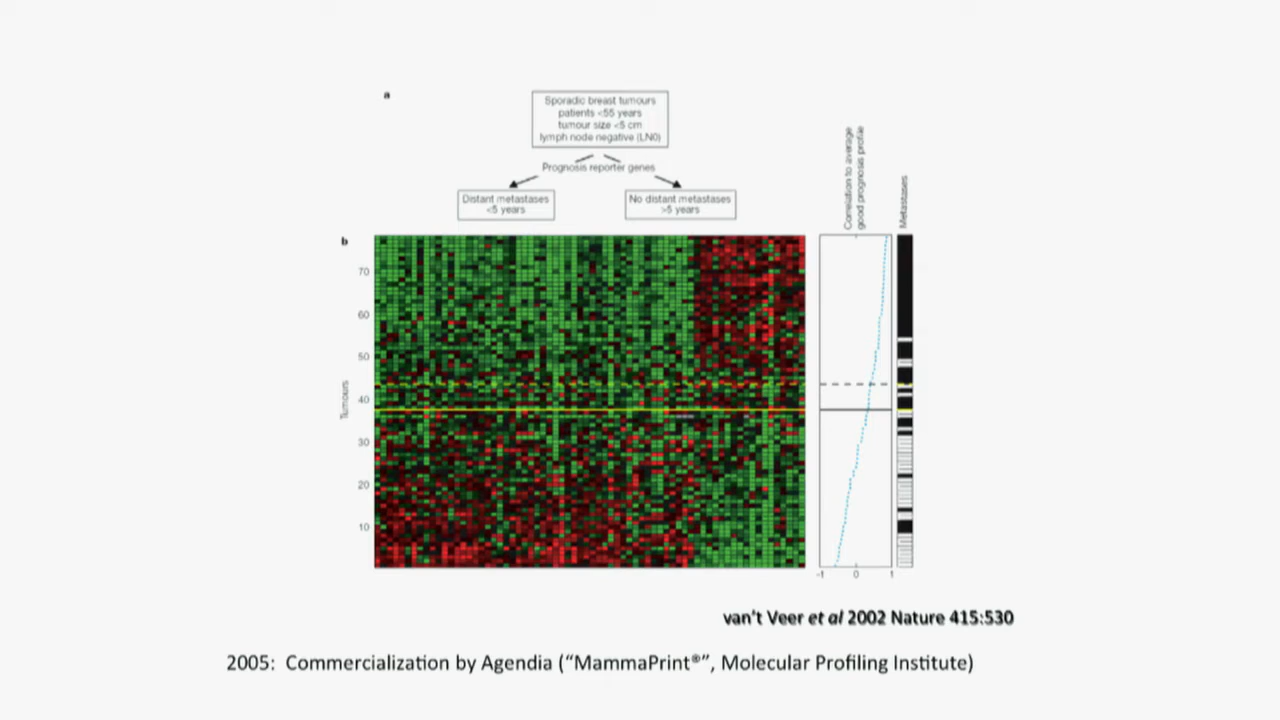 a
Sporadic breast tumours
patients <55 years
tumour size <5 cm
lymph node negative (LN0)
Prognosis reporter genes
Distant metastases
<5 years
No distant metastases
>5 years
Correlation to average
good prognosis profile
Metastases
b
70
60
50
40
30
20
10
Tumours
-1 0 1
van't Veer et al 2002 Nature 415:530
2005: Commercialization by Agendia (“MammaPrint®”, Molecular Profiling Institute)